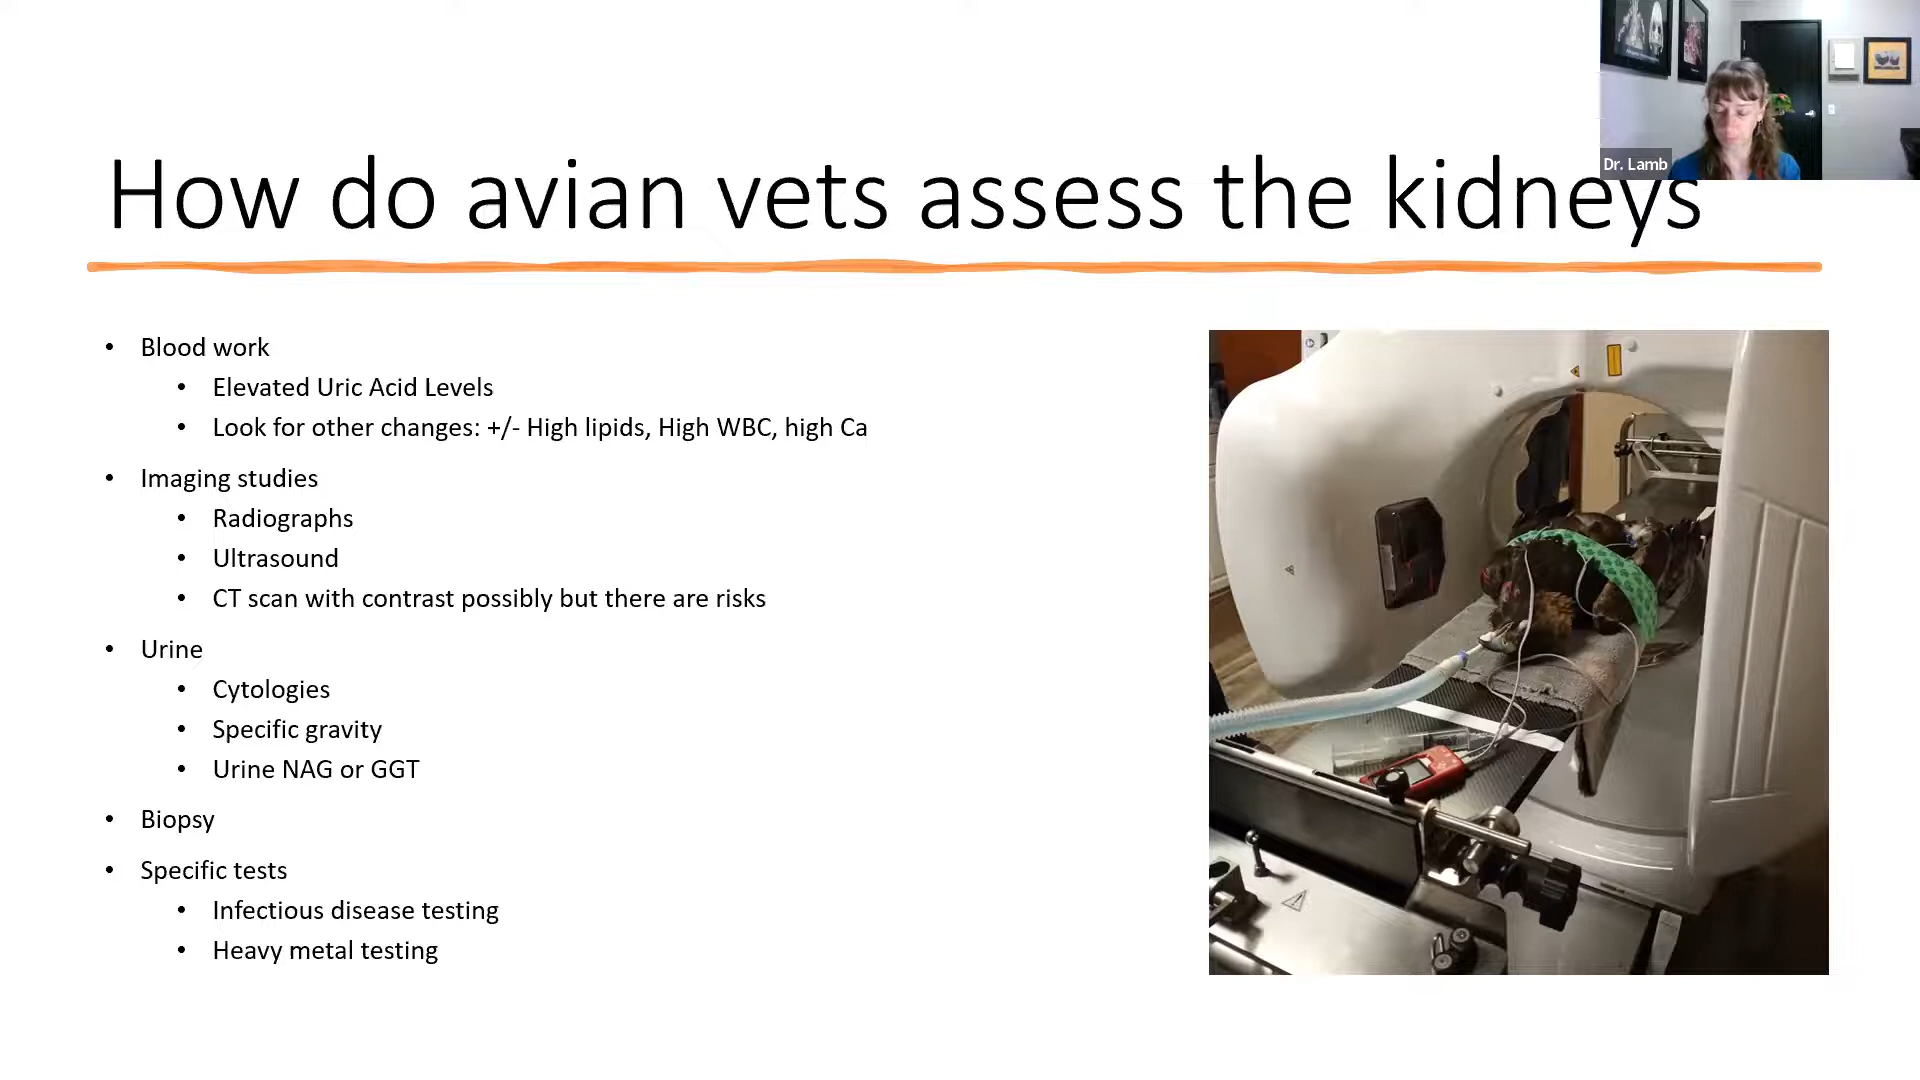 Dr. Lamb
How do avian vets assess the kidneys
• Blood work
• Elevated Uric Acid Levels
• Look for other changes: +/- High lipids, High WBC, high Ca
• Imaging studies
• Radiographs
• Ultrasound
• CT scan with contrast possibly but there are risks
• Urine
• Cytologies
• Specific gravity
• Urine NAG or GGT
• Biopsy
• Specific tests
• Infectious disease testing
• Heavy metal testing